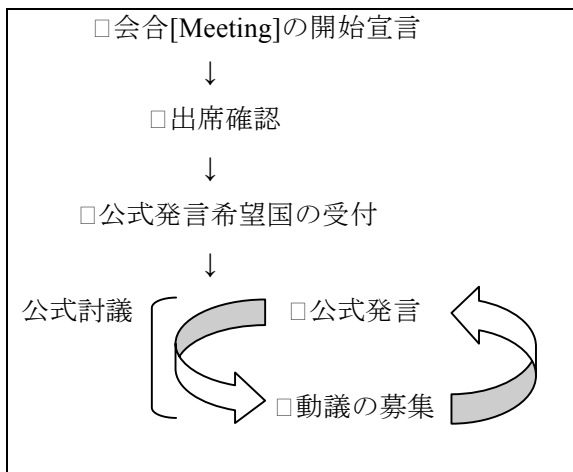 □会合[Meeting]の開始宣言
↓
□出席確認
↓
□公式発言希望国の受付
↓
公式討議 □公式発言
□動議の募集